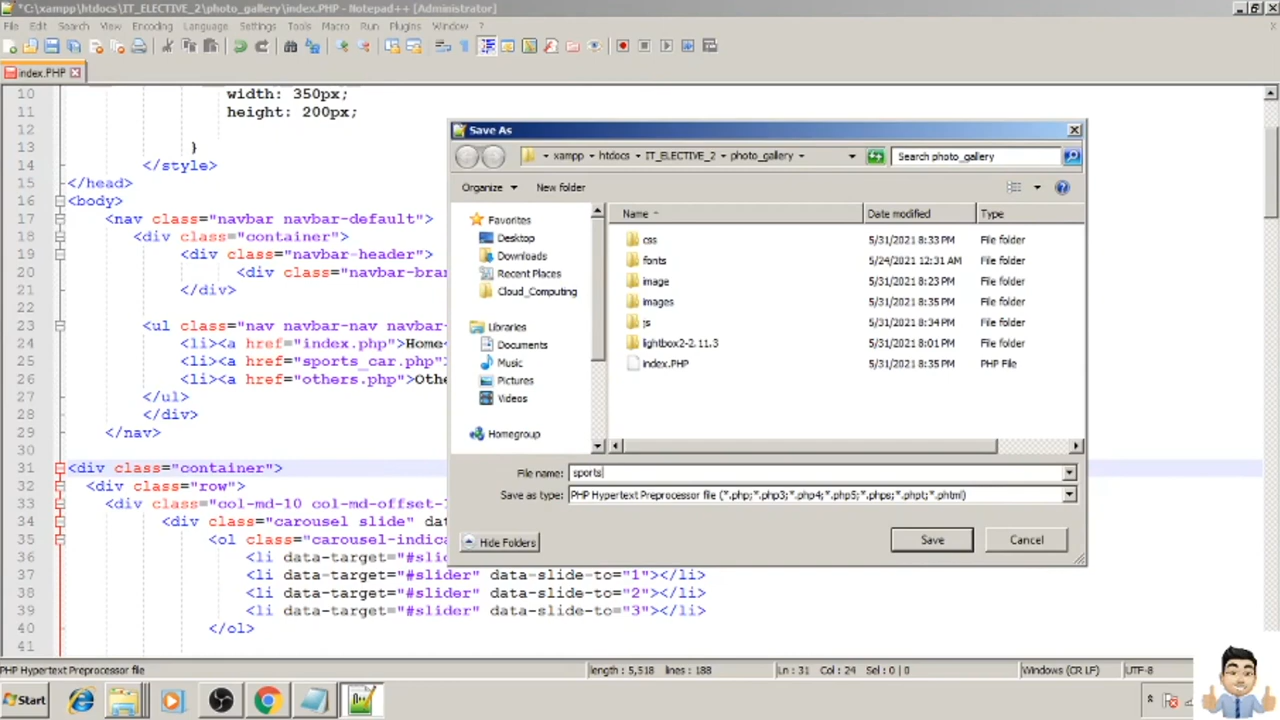 *C:\xampp\htdocs\IT_ELECTIVE_2\photo_gallery\index.PHP - Notepad++ [Administrator]
File Edit Search View Encoding Language Settings Tools Macro Run Plugins Window ?
index.PHP
10 width: 350px;
11 height: 200px;
12
13 }
14 </style>
15 </head>
16 <body>
17 <nav class="navbar navbar-default">
18 <div class="container">
19 <div class="navbar-header">
20 <div class="navbar-bran
21 </div>
22
23 <ul class="nav navbar-nav navbar-
24 <li><a href="index.php">Home<
25 <li><a href="sports_car.php">
26 <li><a href="others.php">Othe
27 </ul>
28 </div>
29 </nav>
30
31 <div class="container">
32 <div class="row">
33 <div class="col-md-10 col-md-offset-1
34 <div class="carousel slide" dat
35 <ol class="carousel-indica
36 <li data-target="#slider"
37 <li data-target="#slider" data-slide-to="1"></li>
38 <li data-target="#slider" data-slide-to="2"></li>
39 <li data-target="#slider" data-slide-to="3"></li>
40 </ol>
41
Save As
xampp htdocs IT_ELECTIVE_2 photo_gallery Search photo_gallery
Organize New folder
Favorites
Desktop
Downloads
Recent Places
Cloud_Computing
Libraries
Documents
Music
Pictures
Videos
Homegroup
Name Date modified Type
css 5/31/2021 8:33 PM File folder
fonts 5/24/2021 12:31 AM File folder
image 5/31/2021 8:23 PM File folder
images 5/31/2021 8:35 PM File folder
js 5/31/2021 8:34 PM File folder
lightbox2-2.11.3 5/31/2021 8:01 PM File folder
index.PHP 5/31/2021 8:35 PM PHP File
File name: sports
Save as type: PHP Hypertext Preprocessor file (*.php;*.php3;*.php4;*.php5;*.phps;*.phpt;*.phtml)
Hide Folders Save Cancel
PHP Hypertext Preprocessor file length : 5,518 lines : 188 Ln : 31 Col : 24 Sel : 0 | 0 Windows (CR LF) UTF-8
Start